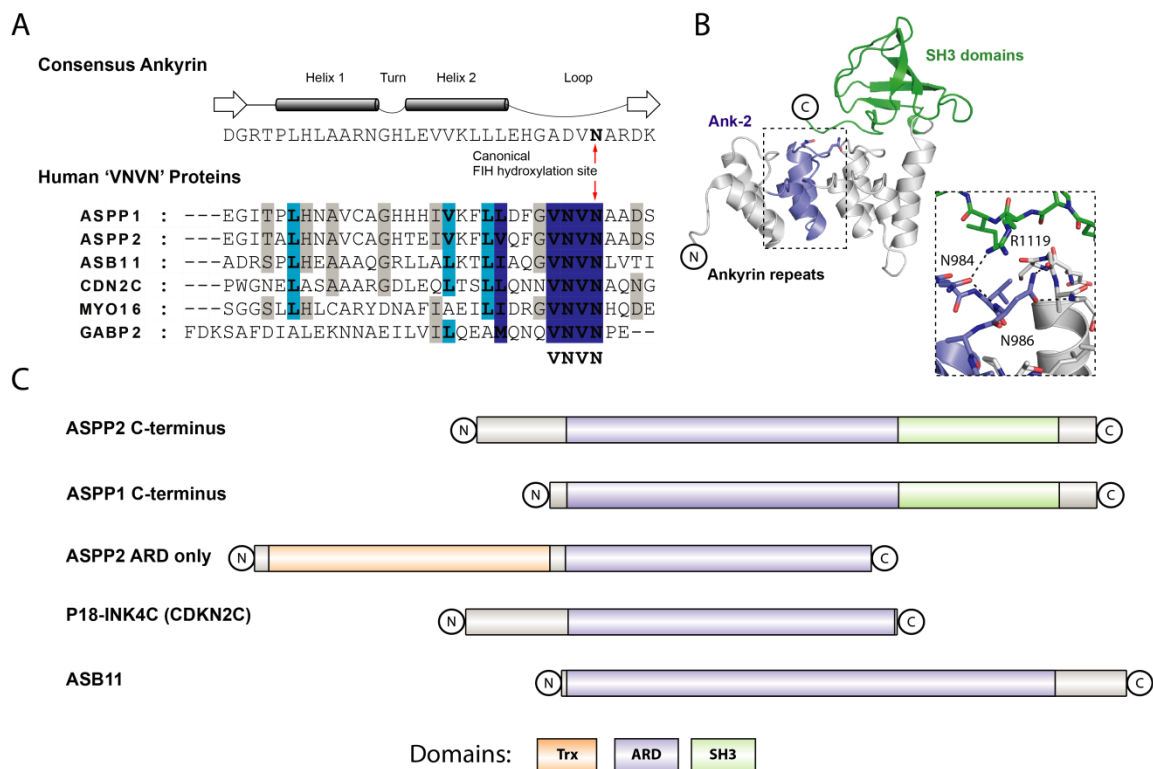 A
Consensus Ankyrin
Helix 1 Turn Helix 2 Loop
DGRTPLHLAARNGHLEVVKLLLEHGADVNARDK
Canonical
FIH hydroxylation site
Human ‘VNVN’ Proteins
ASPP1 : ---EGITPLHNAVCAGHHHIVKFLLDFGVNVNAADS
ASPP2 : ---EGITALHNAVCAGHTEIVKFLVQFGVNVNAADS
ASB11 : ---ADRSPLHEAAAQGRLLALKTLIAQGVNVNLVTI
CDN2C : ---PWGNELASAAARGDLEQLTSLLQNNVNVNAQNG
MYO16 : ---SGGSLLHLCARYDNAFIAEILIDRGVNVNHQDE
GABP2 : FDKSAFDIALEKNNAEILVILQEAMQNQVNVNPE--
VNVN
B
SH3 domains
C
Ank-2
N
Ankyrin repeats
R1119
N984
N986
C
ASPP2 C-terminus
N C
ASPP1 C-terminus
N C
ASPP2 ARD only
N C
P18-INK4C (CDKN2C)
N C
ASB11
N C
Domains: Trx ARD SH3